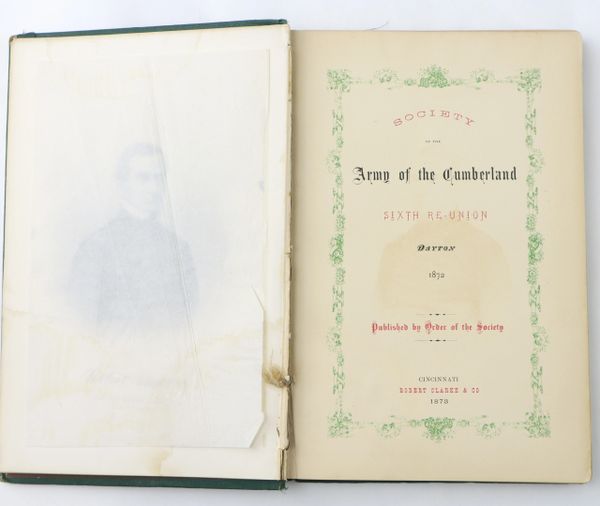 SOCIETY
OF THE
Army of the Cumberland
SIXTH RE-UNION
DAYTON
1872
Published by Order of the Society
CINCINNATI
ROBERT CLARKE & CO
1873